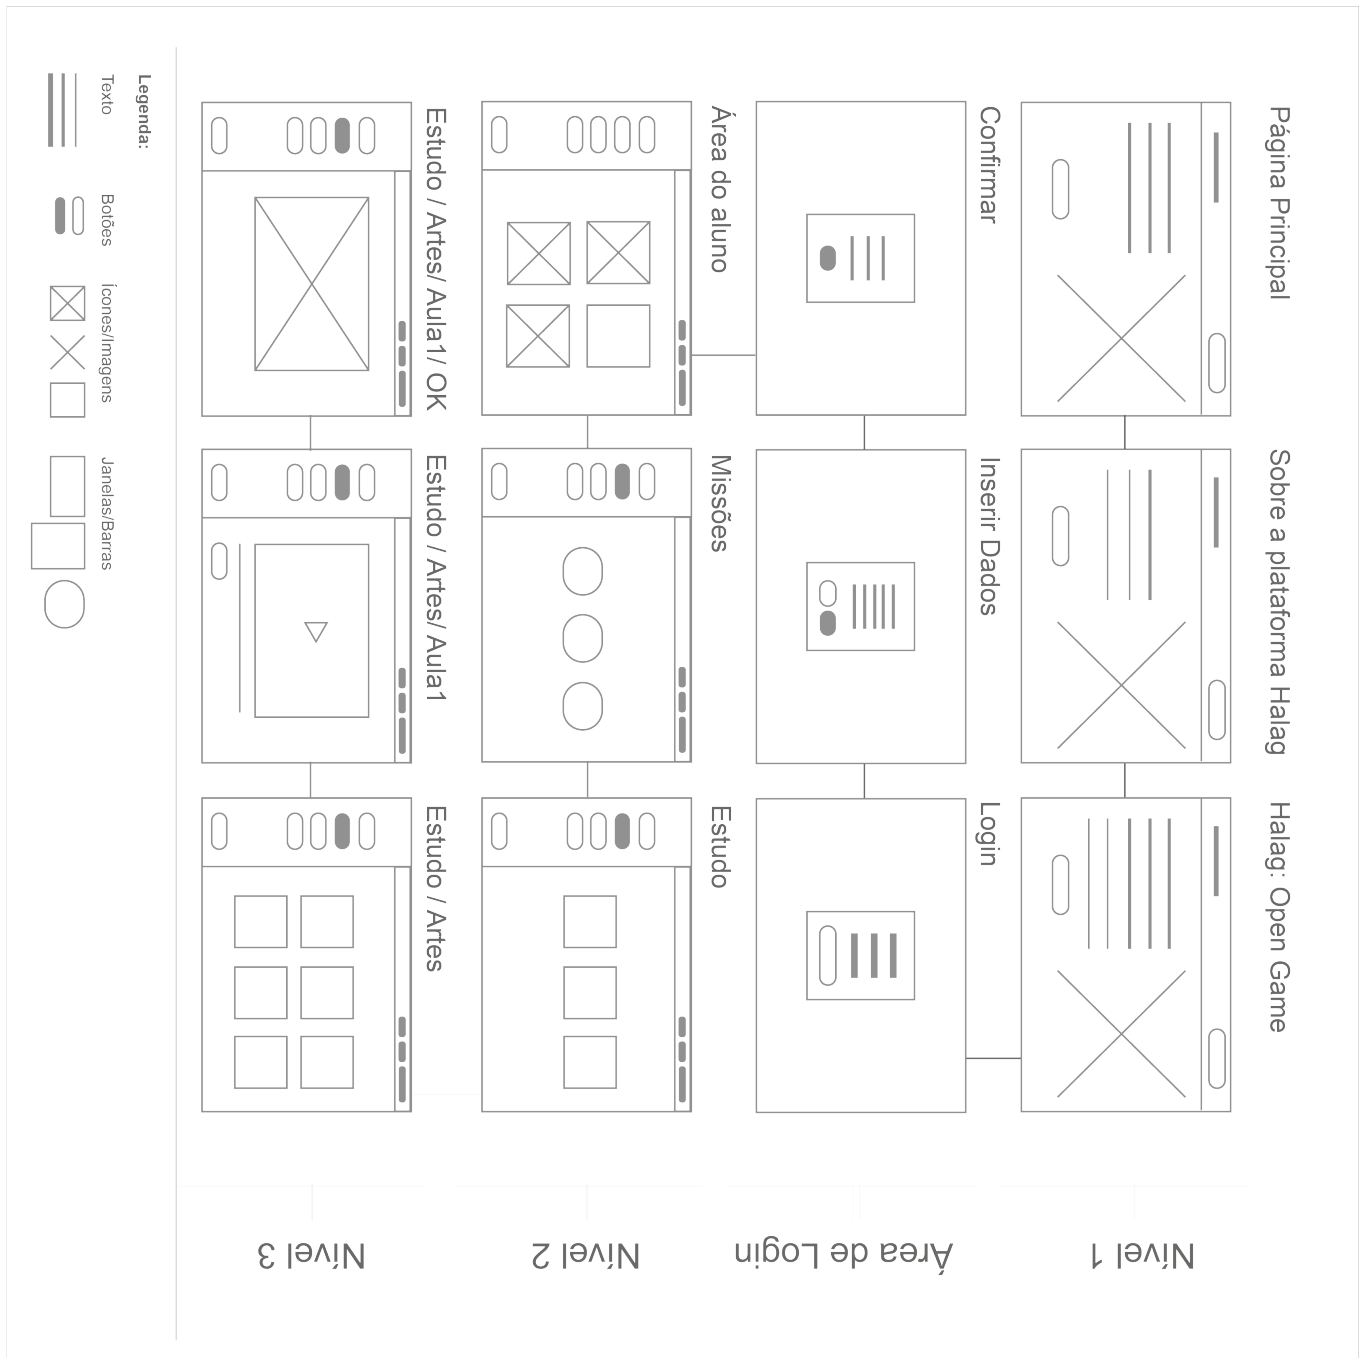 Página Principal
Sobre a plataforma Halag
Halag: Open Game
Nível 1
Confirmar
Inserir Dados
Login
Área de Login
Área do aluno
Missões
Estudo
Nível 2
Estudo / Artes/ Aula1/ OK
Estudo / Artes/ Aula1
Estudo / Artes
Nível 3
Legenda:
Texto
Botões
Ícones/Imagens
Janelas/Barras